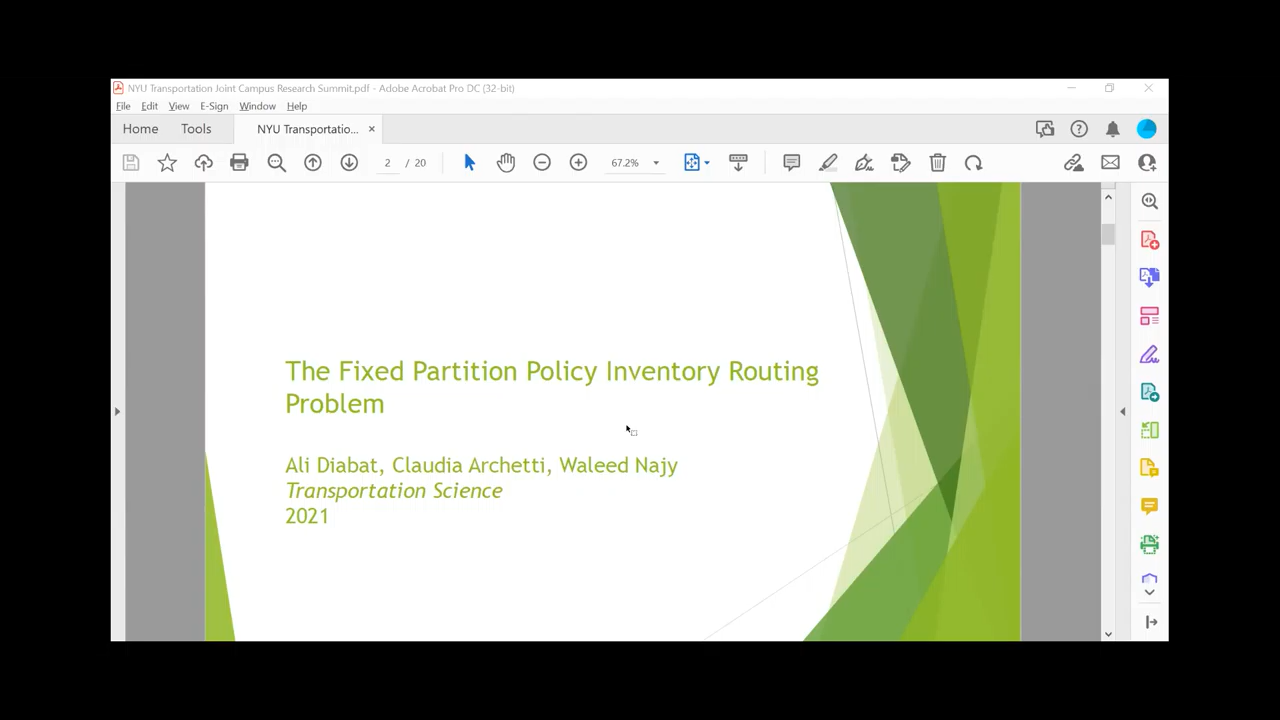 NYU Transportation Joint Campus Research Summit.pdf - Adobe Acrobat Pro DC (32-bit)
File Edit View E-Sign Window Help
Home Tools NYU Transportatio... ×
2 / 20 67.2%
The Fixed Partition Policy Inventory Routing
Problem
Ali Diabat, Claudia Archetti, Waleed Najy
Transportation Science
2021